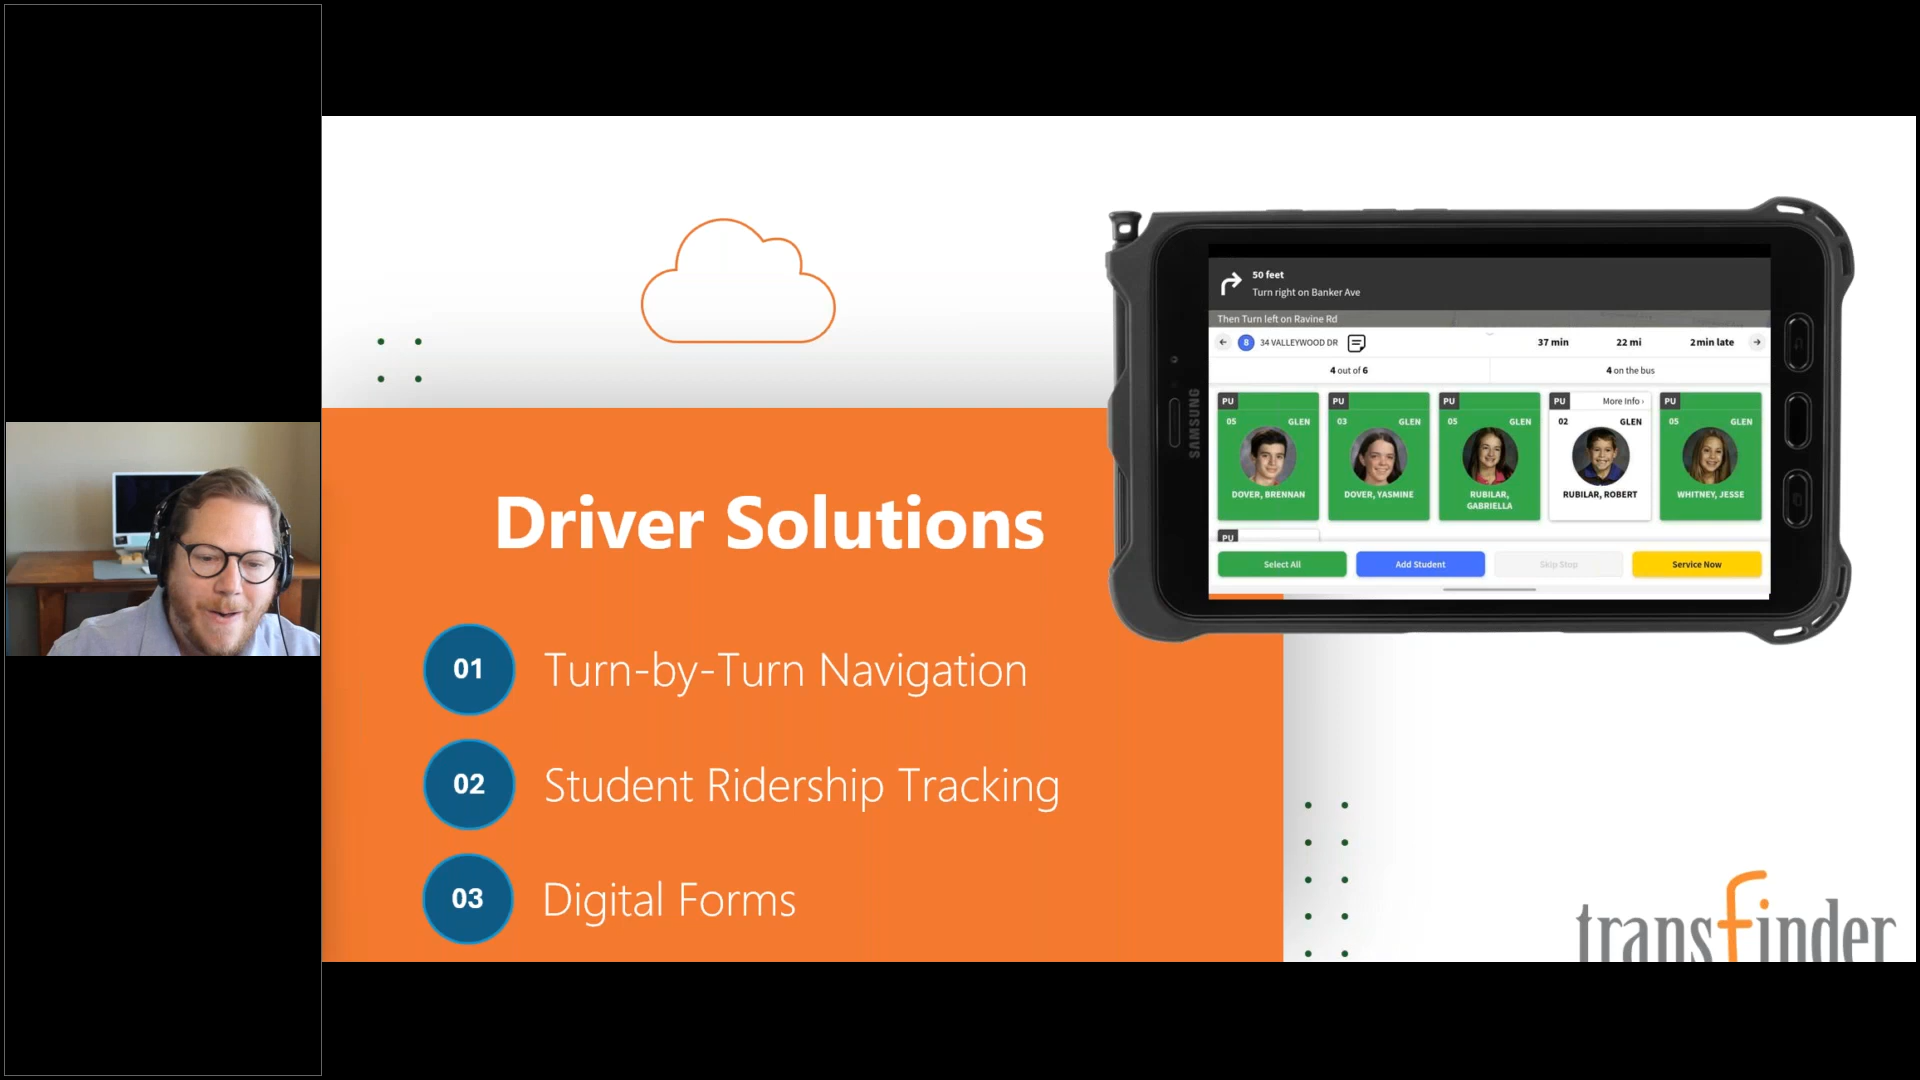 Driver Solutions
01 Turn-by-Turn Navigation
02 Student Ridership Tracking
03 Digital Forms
SAMSUNG
50 feet
Turn right on Banker Ave
Then Turn left on Ravine Rd
8 34 VALLEYWOOD DR 37 min 22 mi 2 min late
4 out of 6 4 on the bus
PU PU PU PU More Info › PU
05 GLEN 03 GLEN 05 GLEN 02 GLEN 05 GLEN
DOVER, BRENNAN DOVER, YASMINE RUBILAR, RUBILAR, ROBERT WHITNEY, JESSE
GABRIELLA
PU
Select All Add Student Skip Stop Service Now
transfinder